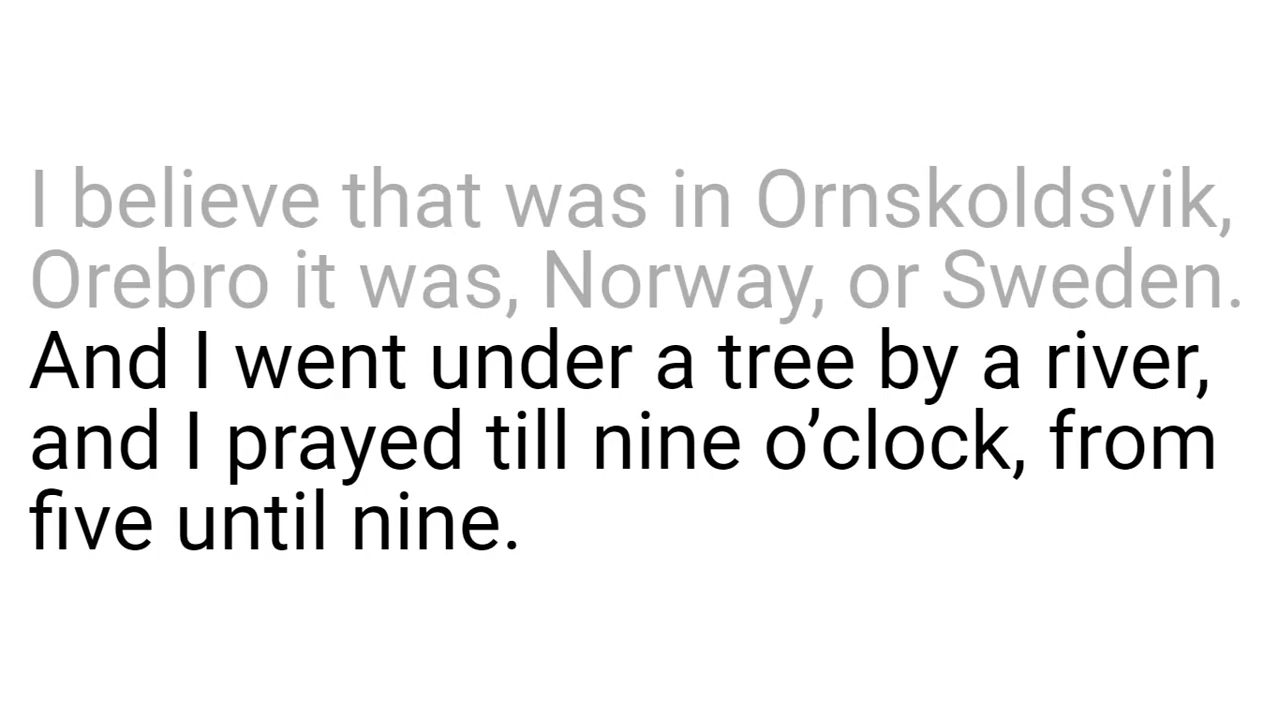 I believe that was in Ornskoldsvik,
Orebro it was, Norway, or Sweden.
And I went under a tree by a river,
and I prayed till nine o’clock, from
five until nine.